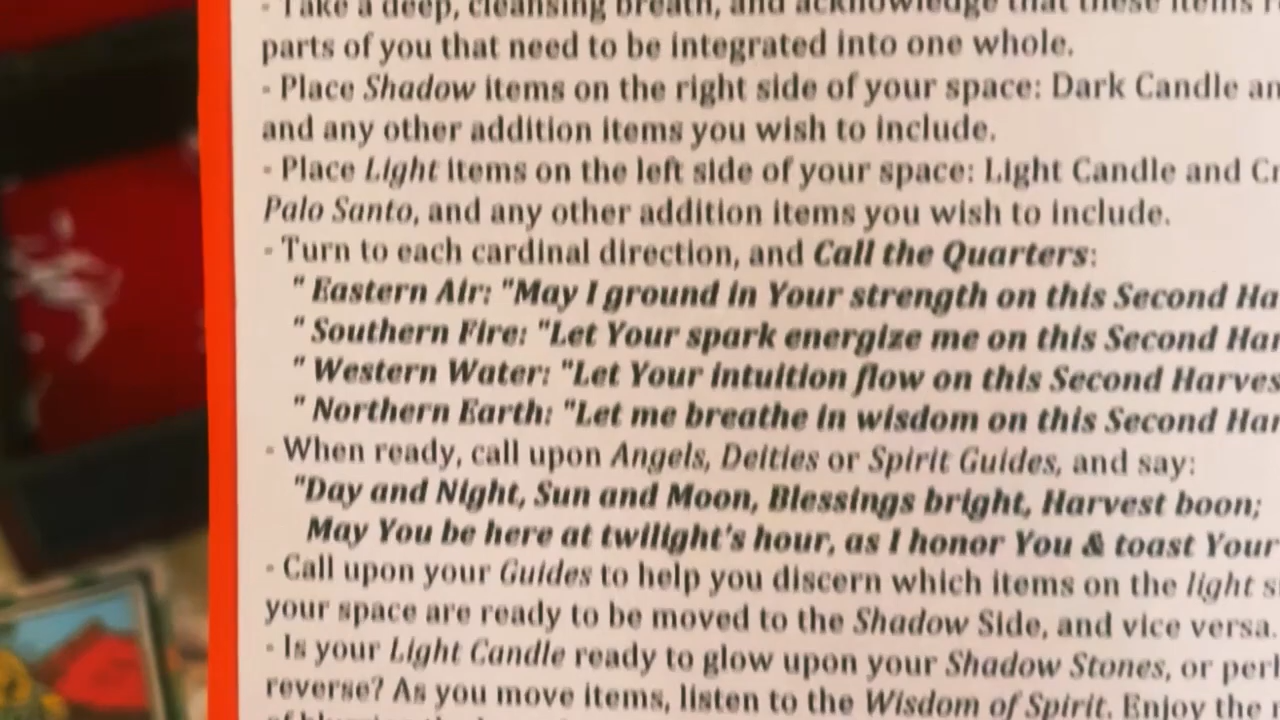 - Take a deep, cleansing breath, and acknowledge that these items
parts of you that need to be integrated into one whole.
- Place Shadow items on the right side of your space: Dark Candle
and any other addition items you wish to include.
- Place Light items on the left side of your space: Light Candle and
Palo Santo, and any other addition items you wish to include.
- Turn to each cardinal direction, and Call the Quarters:
" Eastern Air: "May I ground in Your strength on this Second
" Southern Fire: "Let Your spark energize me on this Second
" Western Water: "Let Your intuition flow on this Second
" Northern Earth: "Let me breathe in wisdom on this Second
- When ready, call upon Angels, Deities or Spirit Guides, and say:
"Day and Night, Sun and Moon, Blessings bright, Harvest boon;
May You be here at twilight's hour, as I honor You & toast Your
- Call upon your Guides to help you discern which items on the light
your space are ready to be moved to the Shadow Side, and vice versa.
- Is your Light Candle ready to glow upon your Shadow Stones, or
reverse? As you move items, listen to the Wisdom of Spirit. Enjoy the